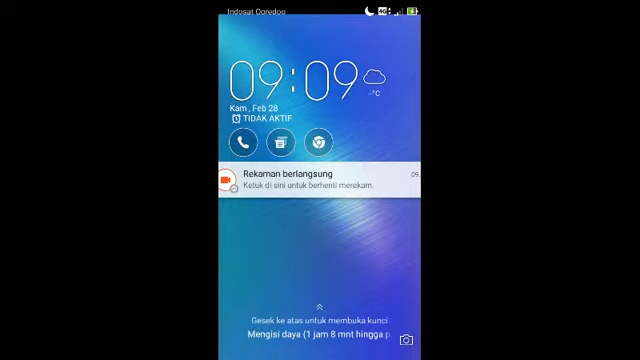 Indosat Ooredoo
4G
09:09
--°C
Kam, Feb 28
TIDAK AKTIF
Rekaman berlangsung
09.
Ketuk di sini untuk berhenti merekam.
Gesek ke atas untuk membuka kunci
Mengisi daya (1 jam 8 mnt hingga p